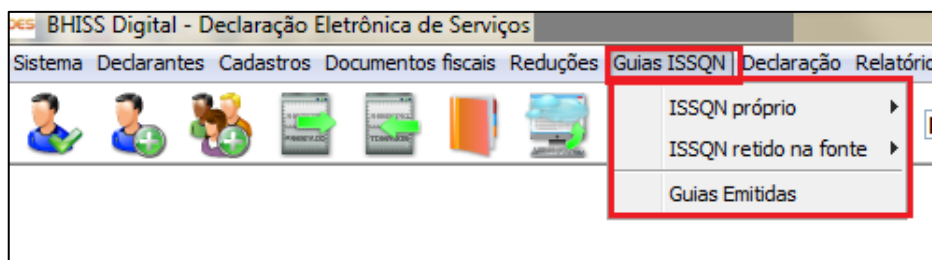 DES BHISS Digital - Declaração Eletrônica de Serviços
Sistema Declarantes Cadastros Documentos fiscais Reduções Guias ISSQN Declaração
ISSQN próprio
ISSQN retido na fonte
Guias Emitidas